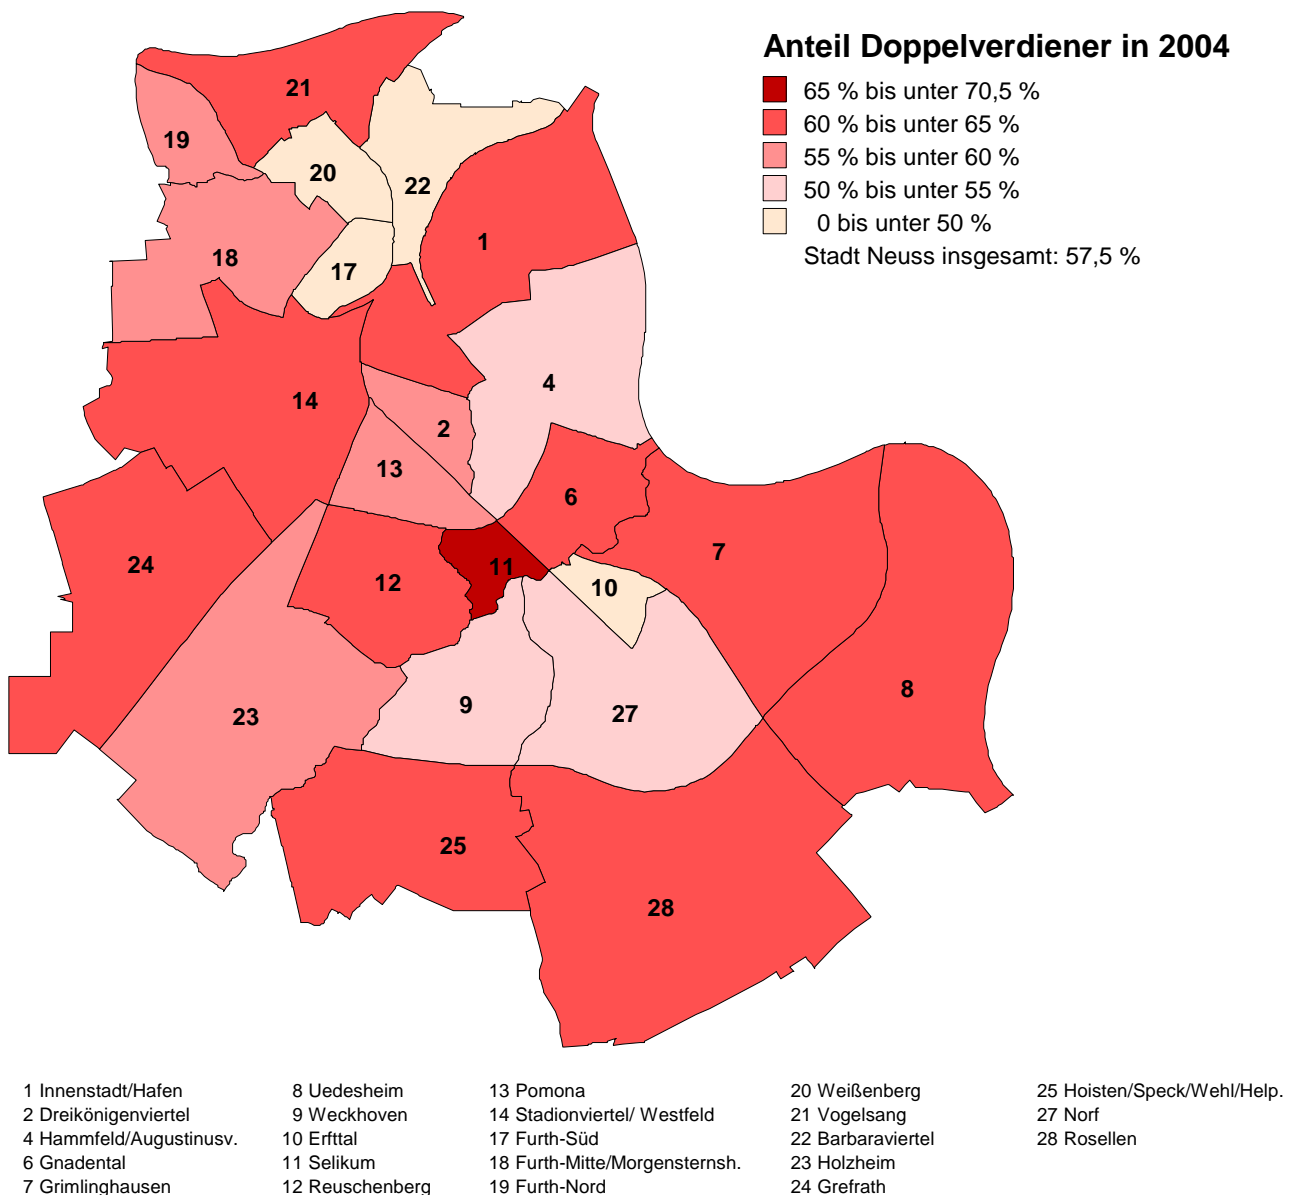 Anteil Doppelverdiener in 2004
65 % bis unter 70,5 %
60 % bis unter 65 %
55 % bis unter 60 %
50 % bis unter 55 %
0 bis unter 50 %
Stadt Neuss insgesamt: 57,5 %
21
19
20
22
1
18
17
4
14
2
13
6
7
24
12
11
10
8
23
9
27
25
28
1 Innenstadt/Hafen
2 Dreikönigenviertel
4 Hammfeld/Augustinusv.
6 Gnadental
7 Grimlinghausen
8 Uedesheim
9 Weckhoven
10 Erfttal
11 Selikum
12 Reuschenberg
13 Pomona
14 Stadionviertel/ Westfeld
17 Furth-Süd
18 Furth-Mitte/Morgensternsh.
19 Furth-Nord
20 Weißenberg
21 Vogelsang
22 Barbaraviertel
23 Holzheim
24 Grefrath
25 Hoisten/Speck/Wehl/Help.
27 Norf
28 Rosellen